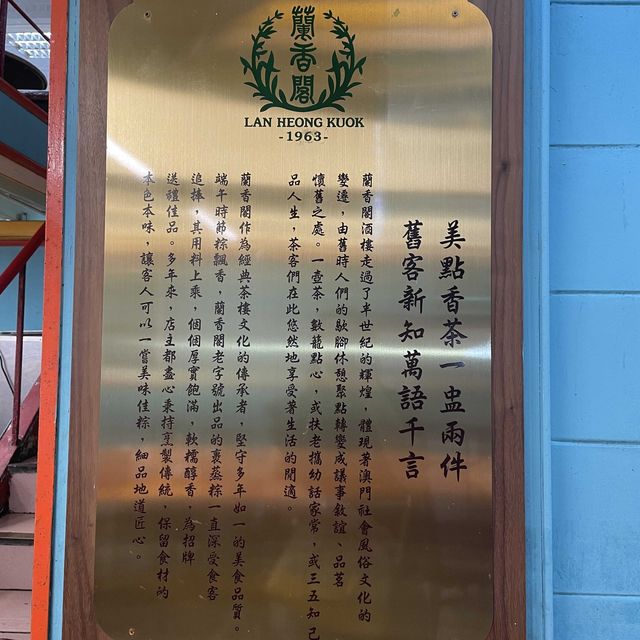 蘭香閣
LAN HEONG KUOK
-1963-
美點香茶一盅兩件
舊客新知萬語千言
蘭香閣酒樓走過了半世紀的輝煌，體現著澳門社會風俗文化的
變遷，由舊時人們的歇腳休憩聚點轉變成議事敘誼、品茗
懷舊之處。一壺茶，數籠點心，或扶老攜幼話家常，或三五知己
品人生，茶客們在此悠然地享受著生活的閒適。
蘭香閣作為經典茶樓文化的傳承者，堅守多年如一的美食品質。
端午時節粽飄香，蘭香閣老字號出品的裹蒸粽一直深受食客
追捧，其用料上乘，個個厚實飽滿，軟糯醇香，為招牌
送禮佳品。多年來，店主都盡心秉持烹製傳統，保留食材的
本色本味，讓客人可以一嘗美味佳粽，細品地道匠心。